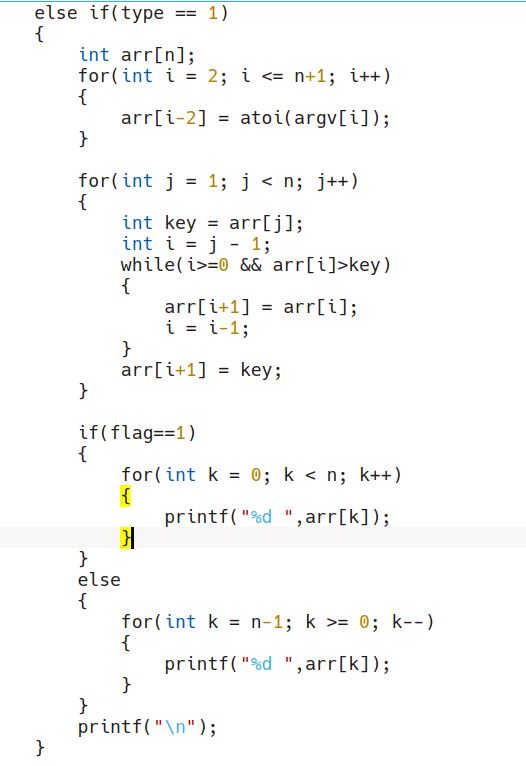 else if(type == 1)
{
    int arr[n];
    for(int i = 2; i <= n+1; i++)
    {
        arr[i-2] = atoi(argv[i]);
    }

    for(int j = 1; j < n; j++)
    {
        int key = arr[j];
        int i = j - 1;
        while(i>=0 && arr[i]>key)
        {
            arr[i+1] = arr[i];
            i = i-1;
        }
        arr[i+1] = key;
    }

    if(flag==1)
    {
        for(int k = 0; k < n; k++)
        {
            printf("%d ",arr[k]);
        }
    }
    else
    {
        for(int k = n-1; k >= 0; k--)
        {
            printf("%d ",arr[k]);
        }
    }
    printf("\n");
}